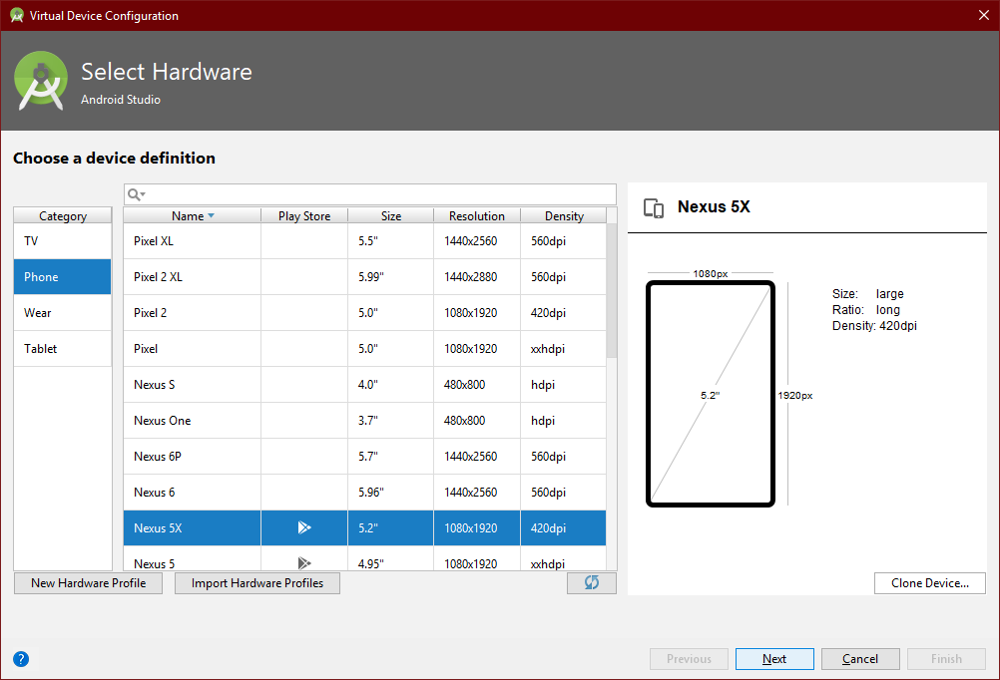 Virtual Device Configuration
Select Hardware
Android Studio
Choose a device definition
Category
TV
Phone
Wear
Tablet
Name Play Store Size Resolution Density
Pixel XL 5.5" 1440x2560 560dpi
Pixel 2 XL 5.99" 1440x2880 560dpi
Pixel 2 5.0" 1080x1920 420dpi
Pixel 5.0" 1080x1920 xxhdpi
Nexus S 4.0" 480x800 hdpi
Nexus One 3.7" 480x800 hdpi
Nexus 6P 5.7" 1440x2560 560dpi
Nexus 6 5.96" 1440x2560 560dpi
Nexus 5X 5.2" 1080x1920 420dpi
Nexus 5 4.95" 1080x1920 xxhdpi
New Hardware Profile Import Hardware Profiles
Nexus 5X
1080px
5.2"
1920px
Size: large
Ratio: long
Density: 420dpi
Clone Device...
? Previous Next Cancel Finish